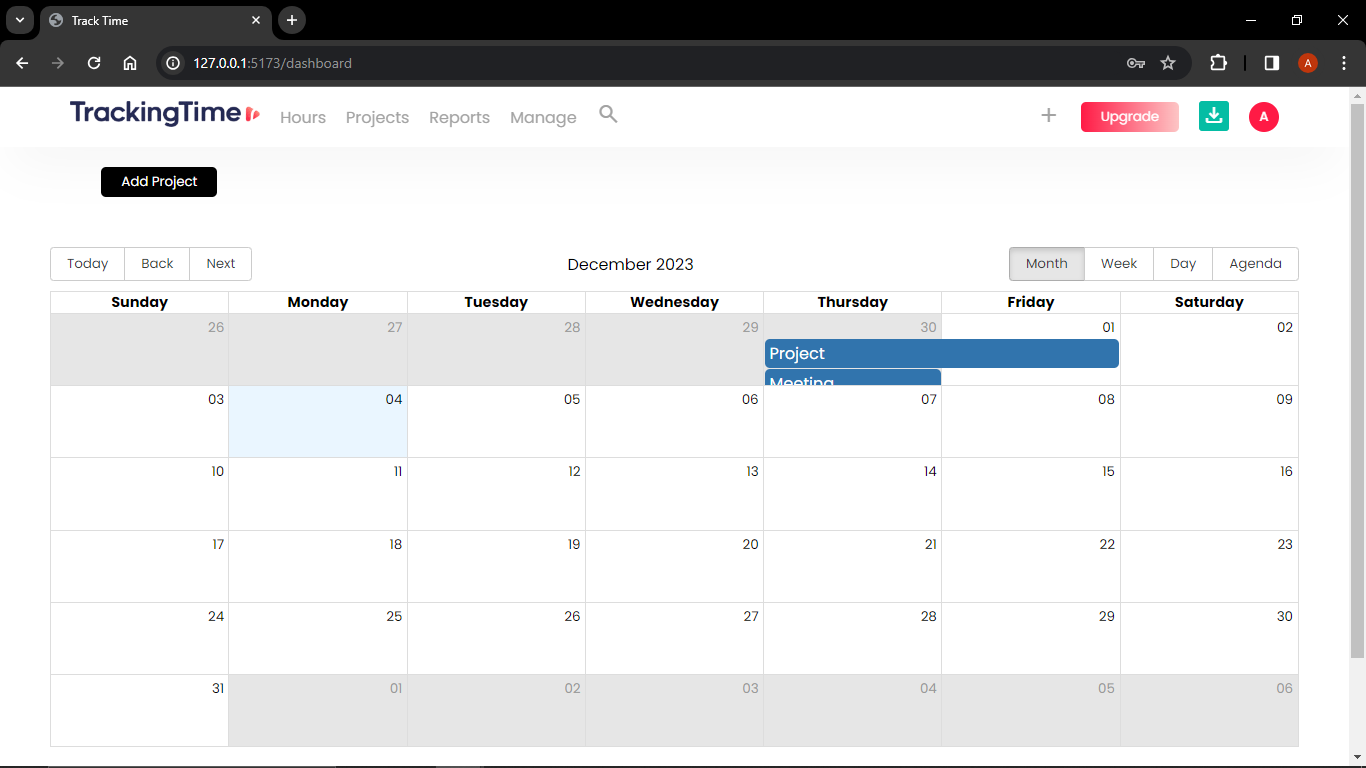 Track Time
127.0.0.1:5173/dashboard
A
TrackingTime Hours Projects Reports Manage Upgrade A
Add Project
Today Back Next December 2023 Month Week Day Agenda
Sunday Monday Tuesday Wednesday Thursday Friday Saturday
26 27 28 29 30 01 02
Project
Meeting
03 04 05 06 07 08 09
10 11 12 13 14 15 16
17 18 19 20 21 22 23
24 25 26 27 28 29 30
31 01 02 03 04 05 06